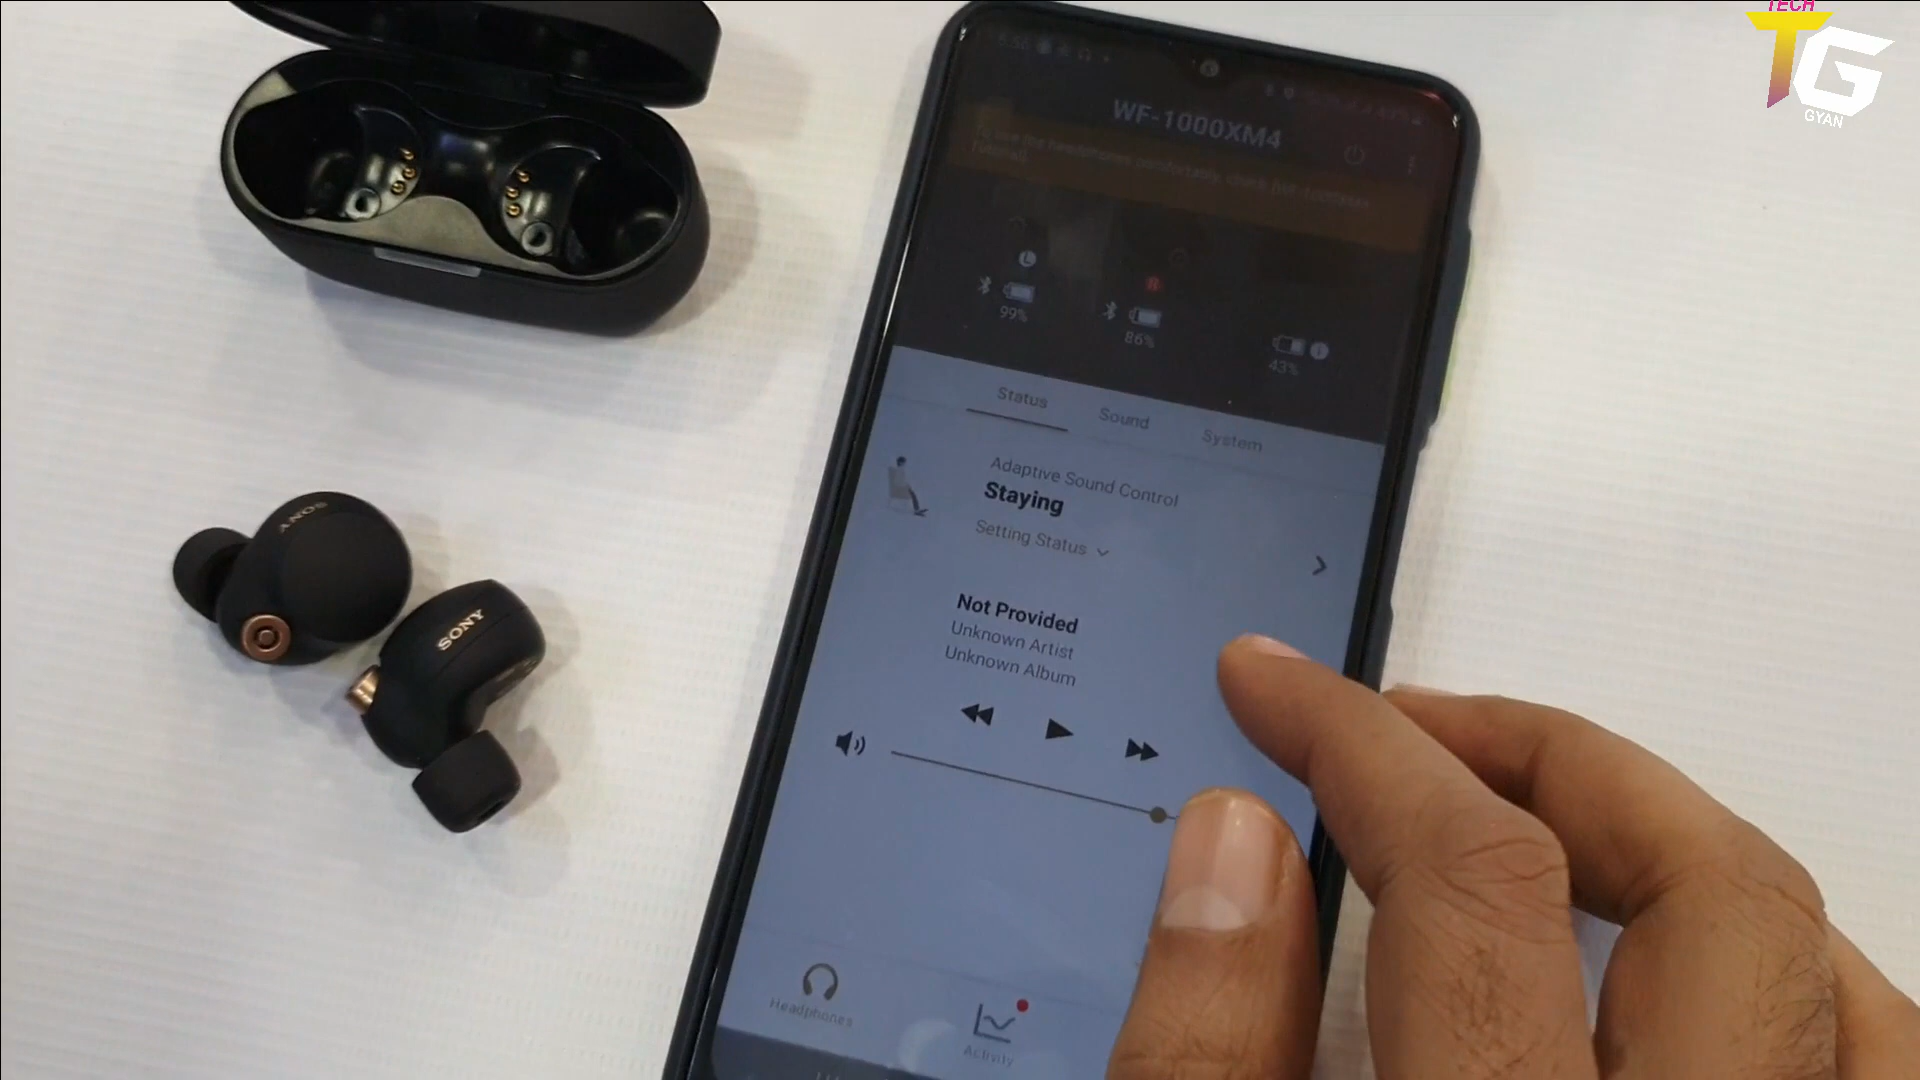 TECH
TG
GYAN
WF-1000XM4
L
R
99%
86%
43%
Status
Sound
System
Adaptive Sound Control
Staying
Setting Status
Not Provided
Unknown Artist
Unknown Album
Headphones
Activity
SONY
SONY